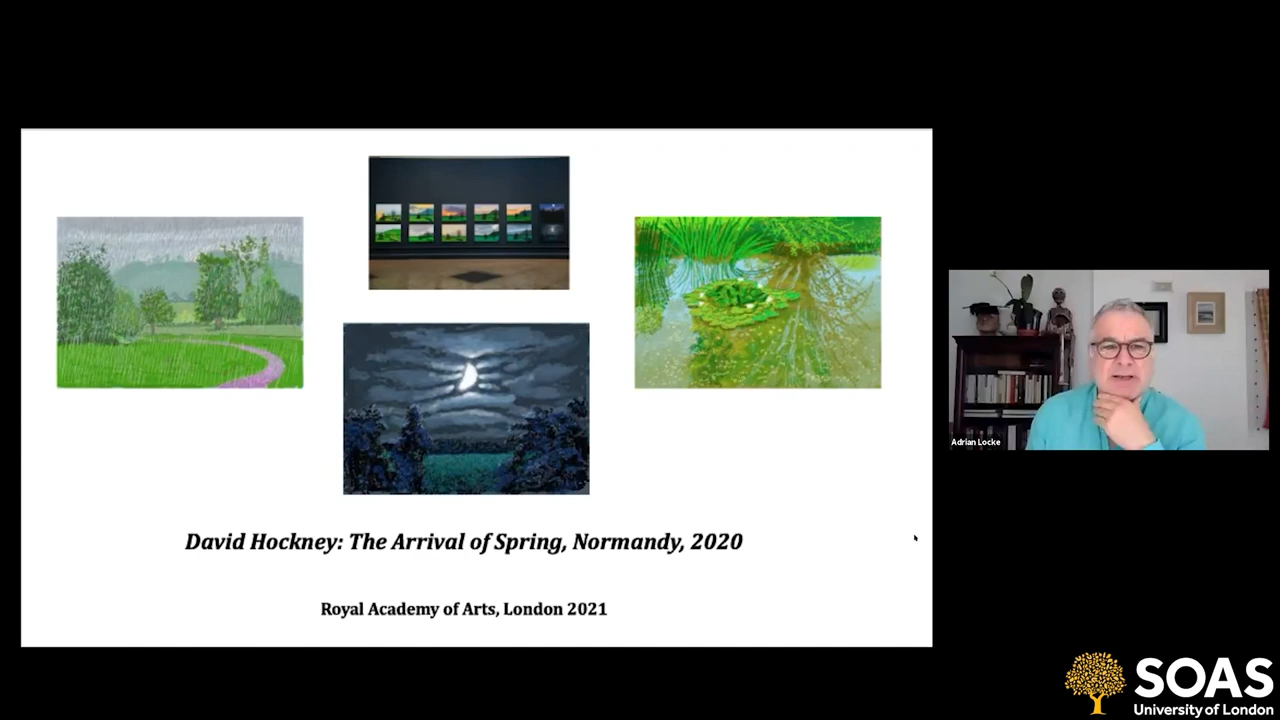 David Hockney: The Arrival of Spring, Normandy, 2020
Royal Academy of Arts, London 2021
Adrian Locke
SOAS
University of London